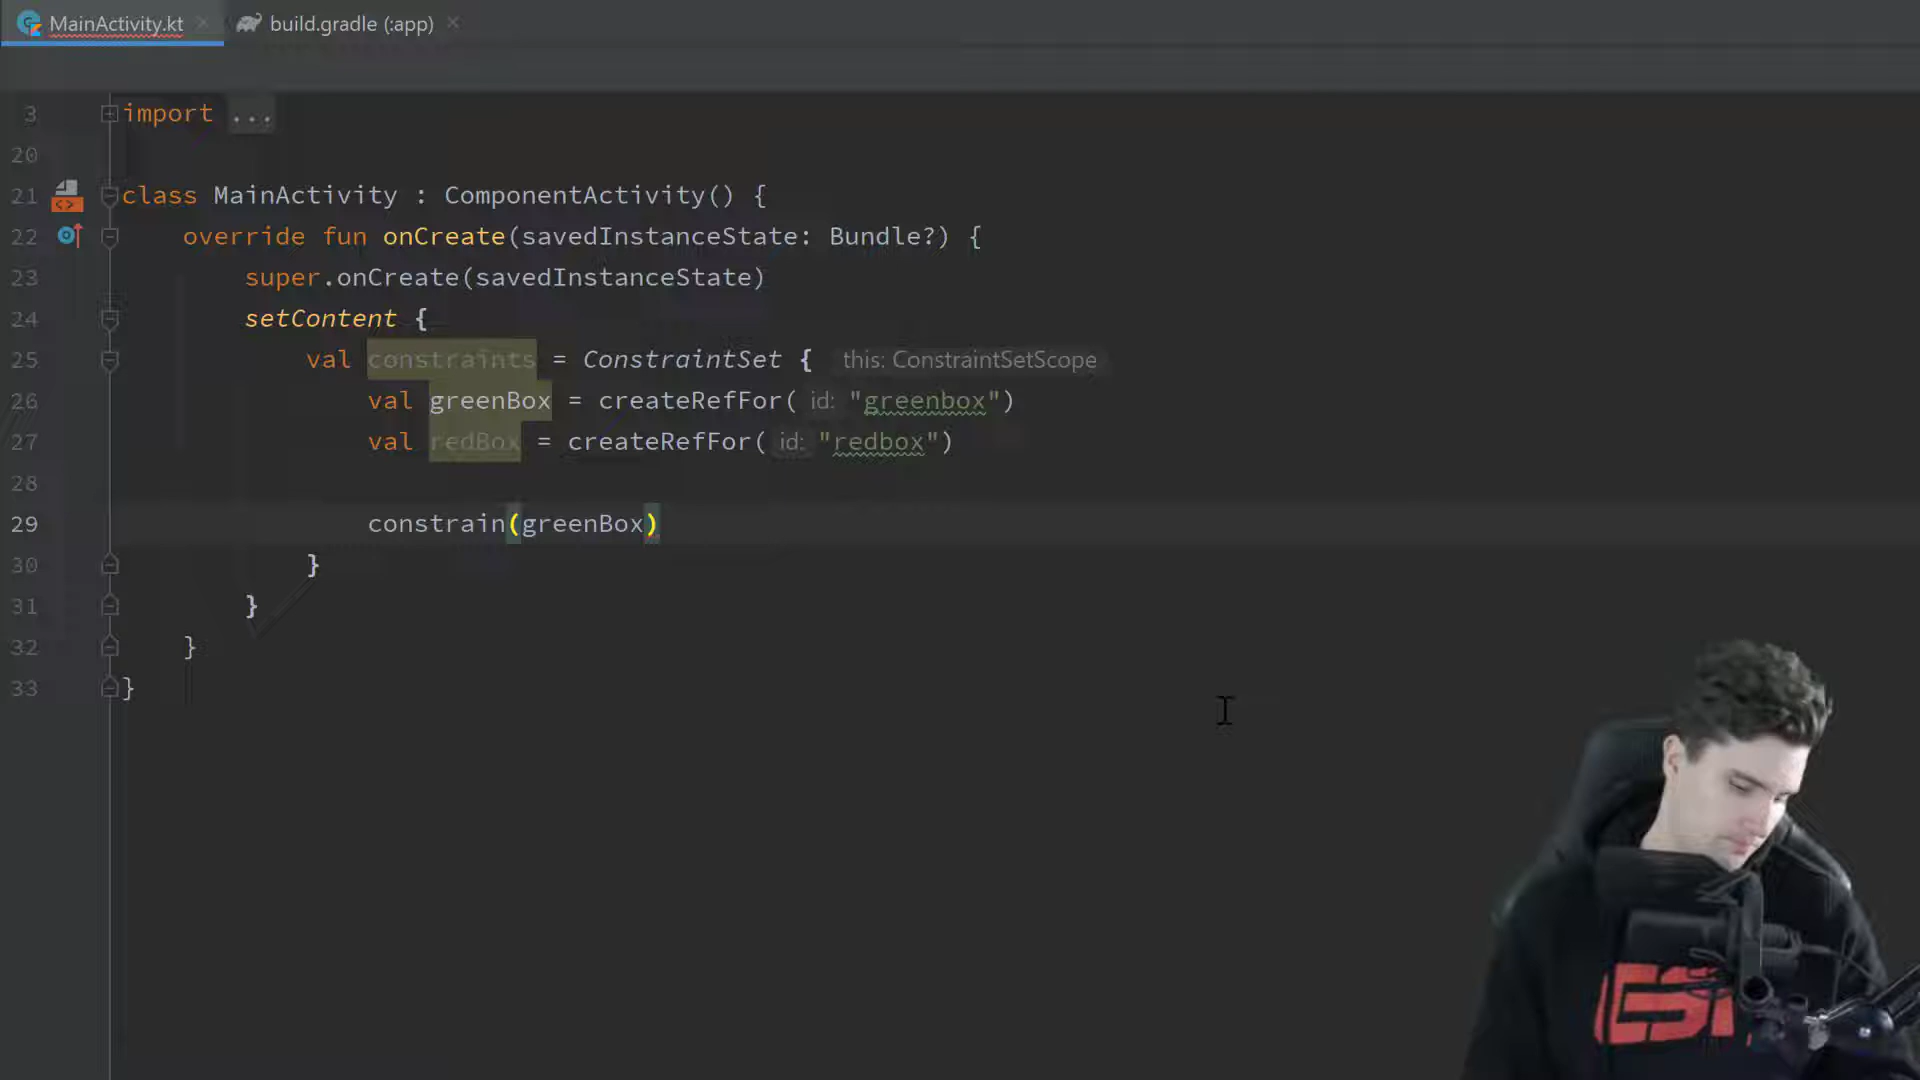 MainActivity.kt
build.gradle (:app)
3 import ...
20
21 class MainActivity : ComponentActivity() {
22 override fun onCreate(savedInstanceState: Bundle?) {
23 super.onCreate(savedInstanceState)
24 setContent {
25 val constraints = ConstraintSet { this: ConstraintSetScope
26 val greenBox = createRefFor( id: "greenbox")
27 val redBox = createRefFor( id: "redbox")
28
29 constrain(greenBox)
30 }
31 }
32 }
33 }